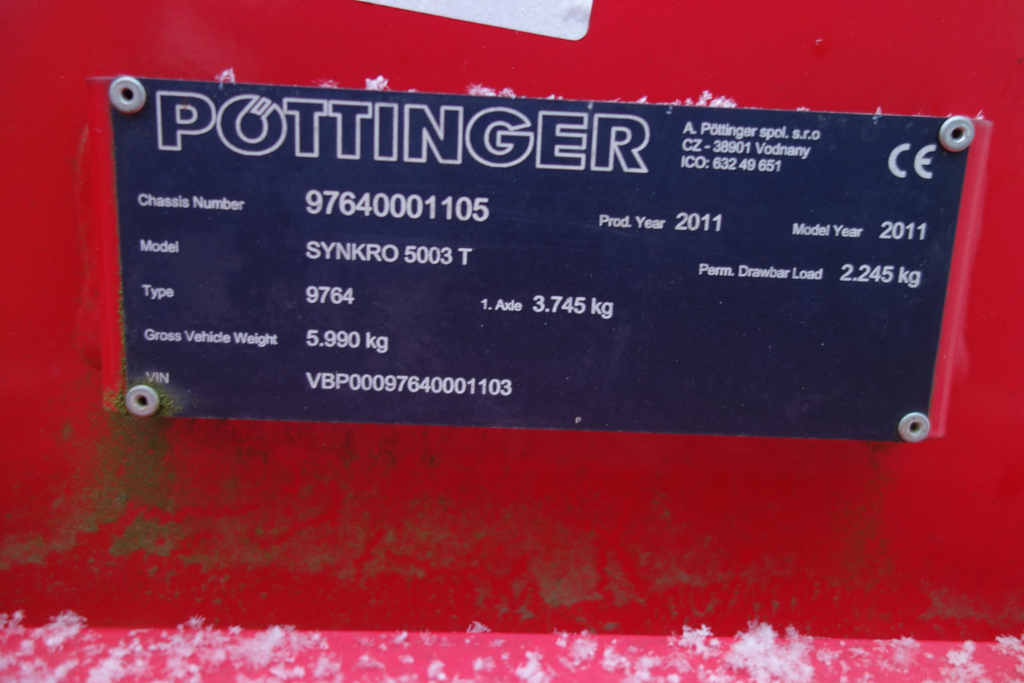 PÖTTINGER
A. Pöttinger spol. s.r.o
CZ - 38901 Vodnany
ICO: 632 49 651
CE
Chassis Number 97640001105 Prod. Year 2011 Model Year 2011
Model SYNKRO 5003 T Perm. Drawbar Load 2.245 kg
Type 9764 1. Axle 3.745 kg
Gross Vehicle Weight 5.990 kg
VIN VBP00097640001103